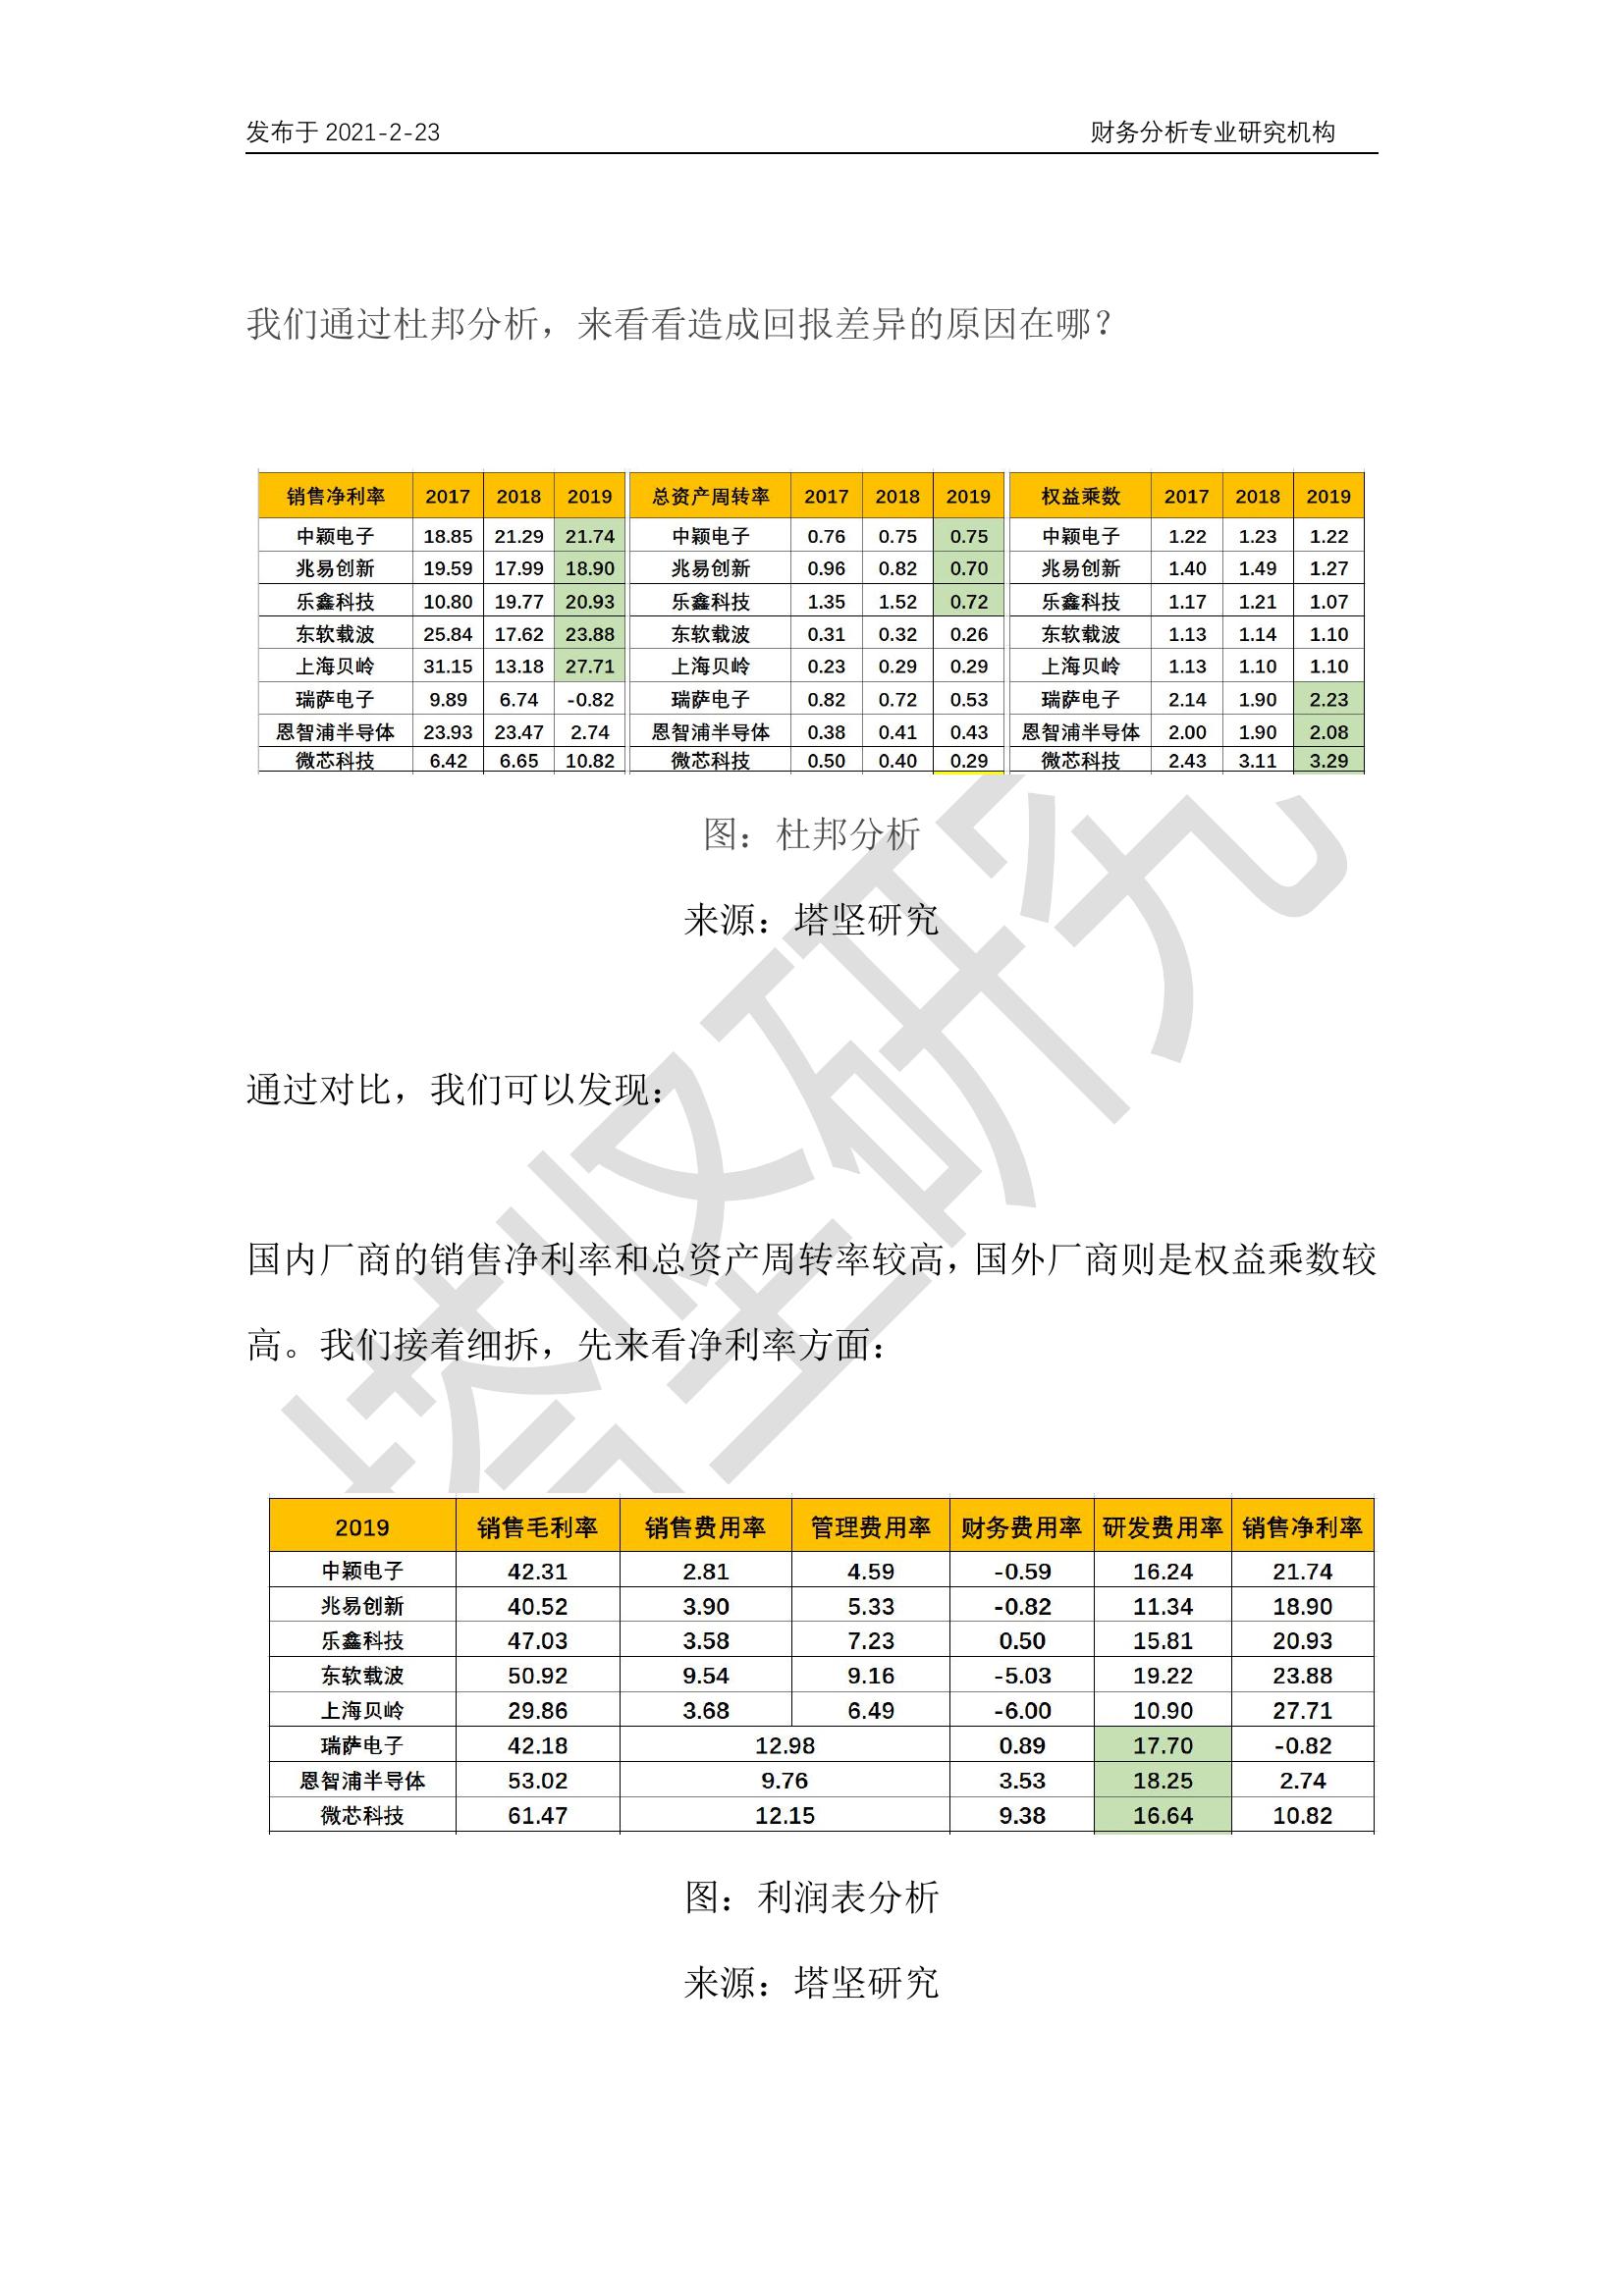 发布于 2021-2-23 财务分析专业研究机构
我们通过杜邦分析，来看看造成回报差异的原因在哪？
销售净利率 2017 2018 2019 总资产周转率 2017 2018 2019 权益乘数 2017 2018 2019
中颖电子 18.85 21.29 21.74 中颖电子 0.76 0.75 0.75 中颖电子 1.22 1.23 1.22
兆易创新 19.59 17.99 18.90 兆易创新 0.96 0.82 0.70 兆易创新 1.40 1.49 1.27
乐鑫科技 10.80 19.77 20.93 乐鑫科技 1.35 1.52 0.72 乐鑫科技 1.17 1.21 1.07
东软载波 25.84 17.62 23.88 东软载波 0.31 0.32 0.26 东软载波 1.13 1.14 1.10
上海贝岭 31.15 13.18 27.71 上海贝岭 0.23 0.29 0.29 上海贝岭 1.13 1.10 1.10
瑞萨电子 9.89 6.74 -0.82 瑞萨电子 0.82 0.72 0.53 瑞萨电子 2.14 1.90 2.23
恩智浦半导体 23.93 23.47 2.74 恩智浦半导体 0.38 0.41 0.43 恩智浦半导体 2.00 1.90 2.08
微芯科技 6.42 6.65 10.82 微芯科技 0.50 0.40 0.29 微芯科技 2.43 3.11 3.29
图：杜邦分析
来源：塔坚研究
通过对比，我们可以发现：
国内厂商的销售净利率和总资产周转率较高，国外厂商则是权益乘数较
高。我们接着细拆，先来看净利率方面：
2019 销售毛利率 销售费用率 管理费用率 财务费用率 研发费用率 销售净利率
中颖电子 42.31 2.81 4.59 -0.59 16.24 21.74
兆易创新 40.52 3.90 5.33 -0.82 11.34 18.90
乐鑫科技 47.03 3.58 7.23 0.50 15.81 20.93
东软载波 50.92 9.54 9.16 -5.03 19.22 23.88
上海贝岭 29.86 3.68 6.49 -6.00 10.90 27.71
瑞萨电子 42.18 12.98 0.89 17.70 -0.82
恩智浦半导体 53.02 9.76 3.53 18.25 2.74
微芯科技 61.47 12.15 9.38 16.64 10.82
图：利润表分析
来源：塔坚研究
塔坚研究